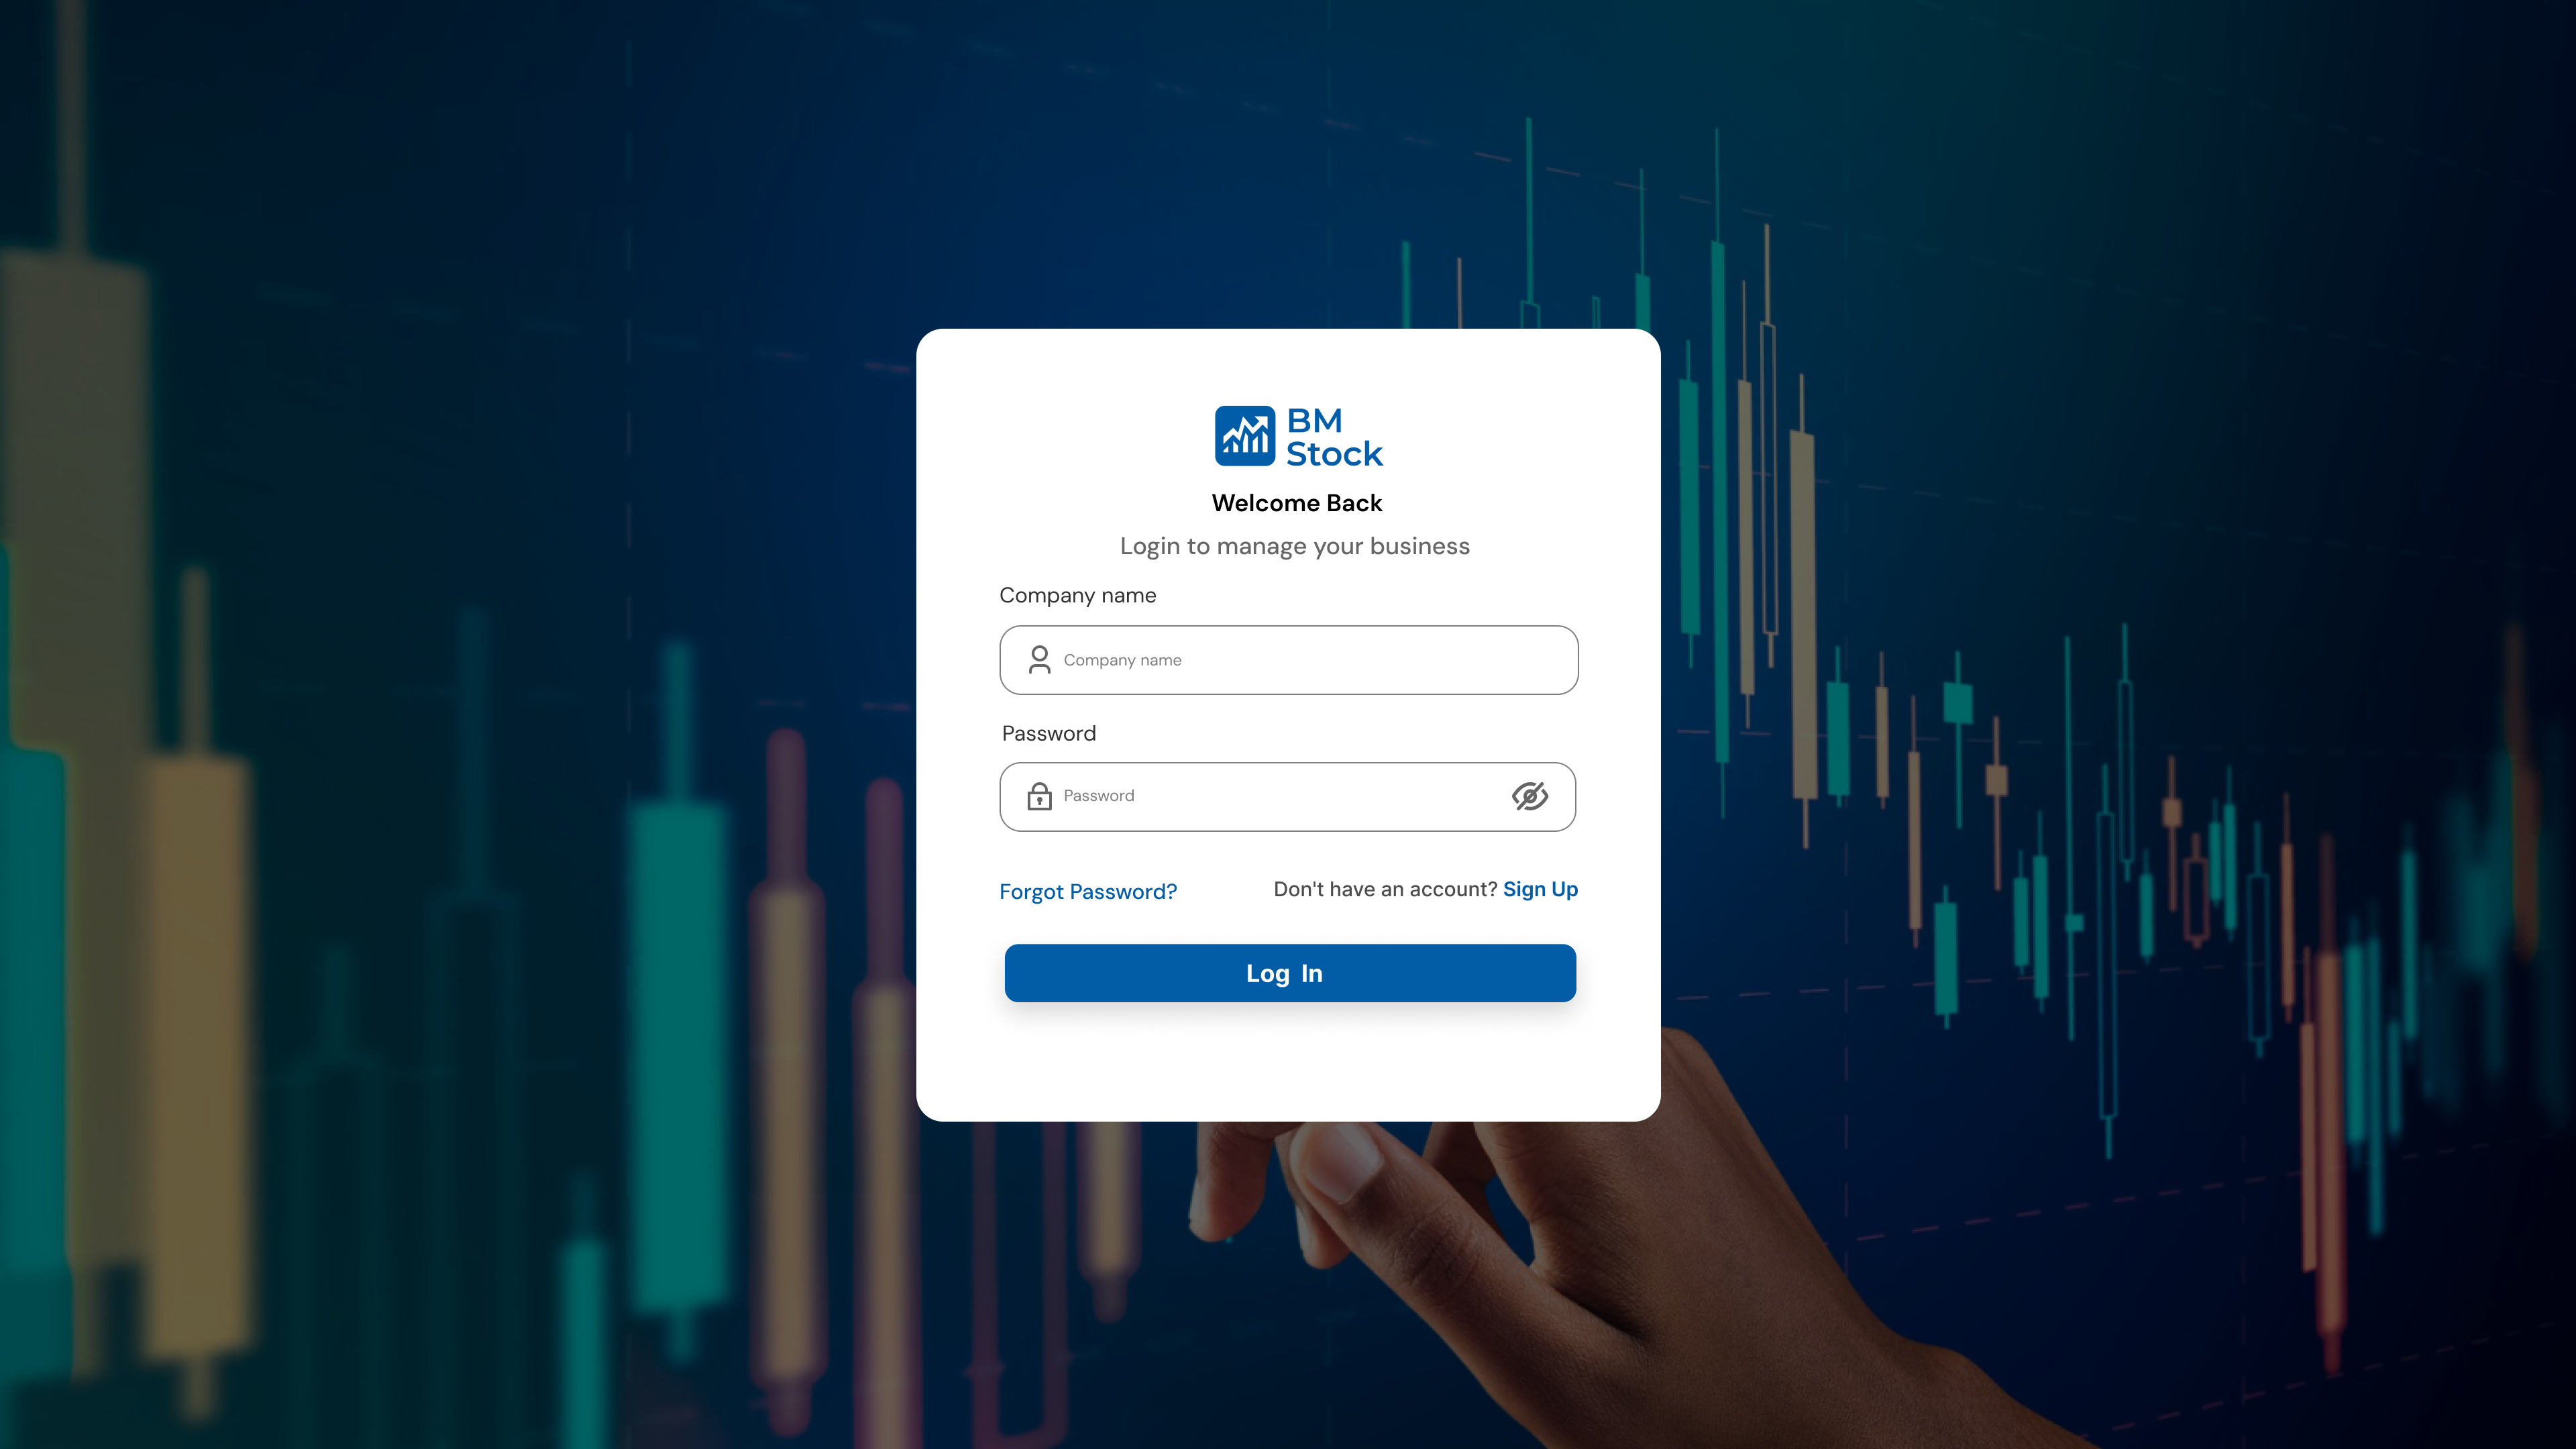 BM
Stock
Welcome Back
Login to manage your business
Company name
Company name
Password
Password
Forgot Password?
Don't have an account? Sign Up
Log In